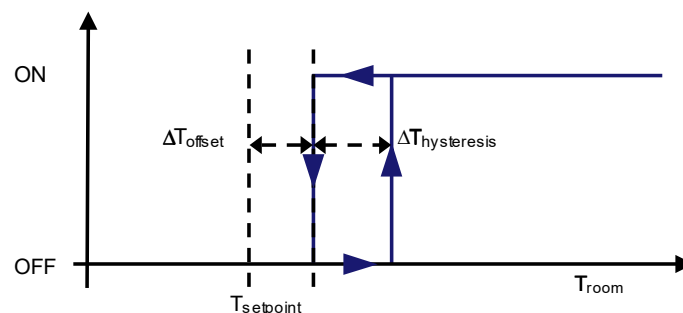 ON
ΔToffset
ΔThysteresis
OFF
Troom
Tsetpoint